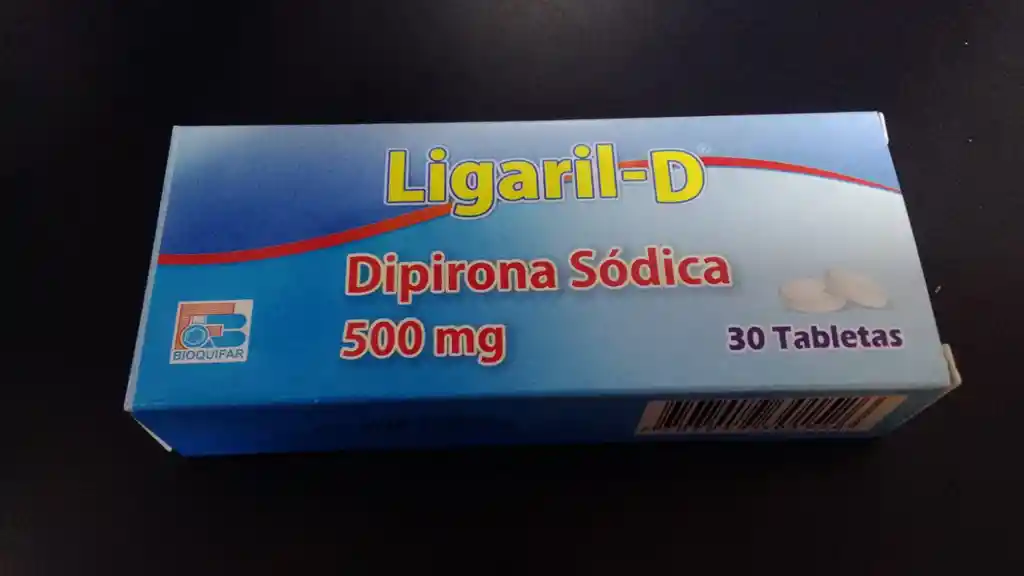 Ligaril-D®
Dipirona Sódica
500 mg
30 Tabletas
BIOQUIFAR